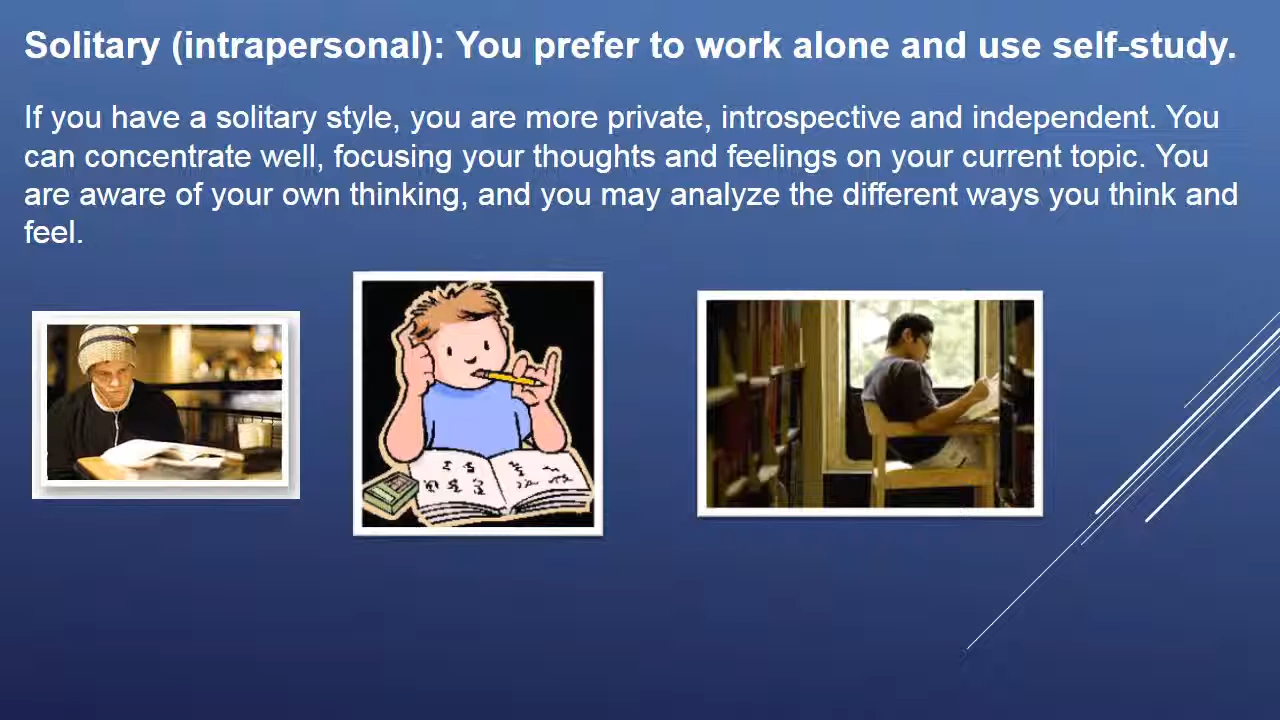 Solitary (intrapersonal): You prefer to work alone and use self-study.
If you have a solitary style, you are more private, introspective and independent. You
can concentrate well, focusing your thoughts and feelings on your current topic. You
are aware of your own thinking, and you may analyze the different ways you think and
feel.